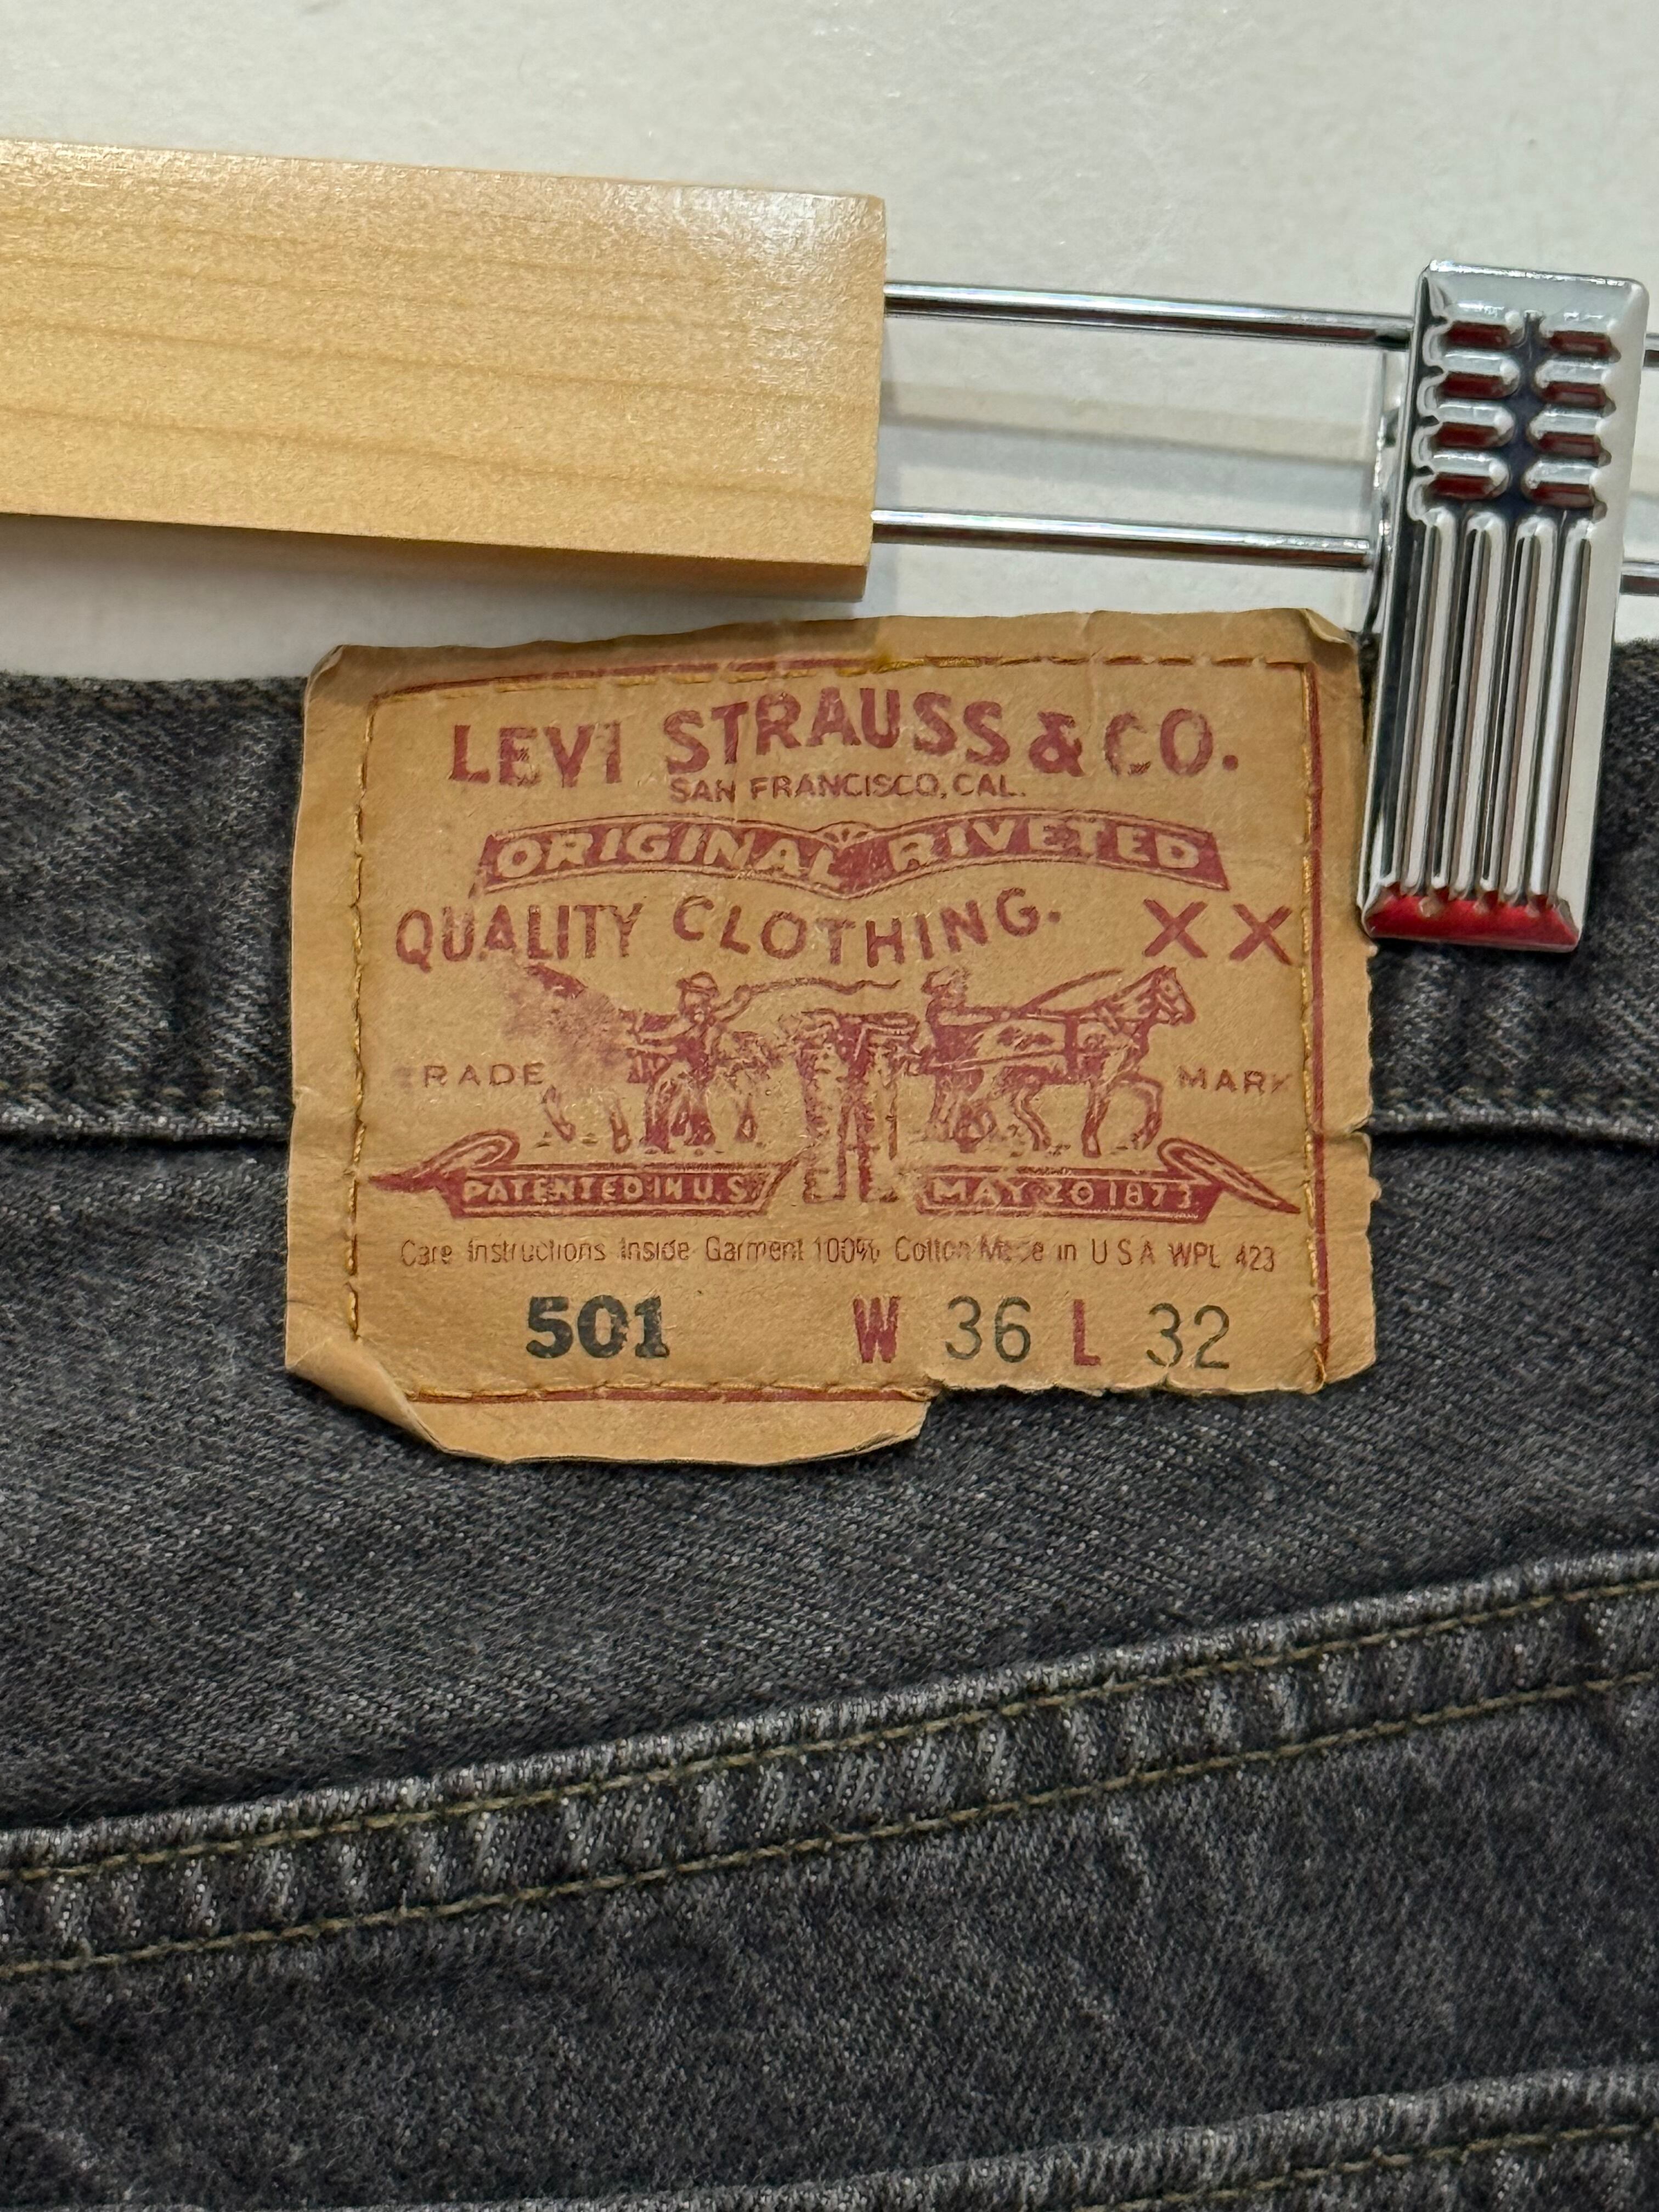 LEVI STRAUSS & CO.
SAN FRANCISCO, CAL.
ORIGINAL RIVETED
QUALITY CLOTHING. XX
TRADE MARK
PATENTED IN U.S. MAY 20 1873
Care Instructions Inside Garment 100% Cotton Made in U S A WPL 423
501 W 36 L 32